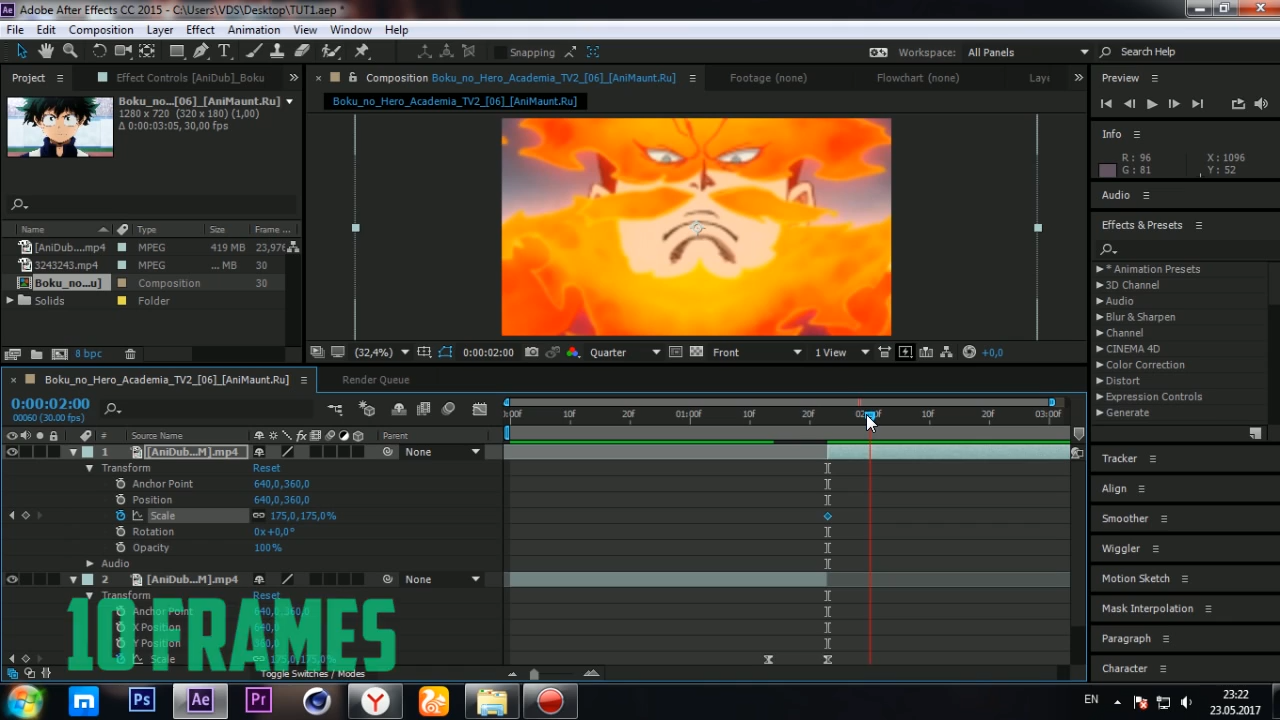 Adobe After Effects CC 2015 - C:\Users\VDS\Desktop\TUT1.aep *
File Edit Composition Layer Effect Animation View Window Help
Snapping Workspace: All Panels Search Help
Project Effect Controls [AniDub]_Boku Composition Boku_no_Hero_Academia_TV2_[06]_[AniMaunt.Ru] Footage (none) Flowchart (none) Preview
Boku_no...[06]_[AniMaunt.Ru]
1280 x 720 (320 x 180) (1,00)
Δ 0:00:03:05, 30,00 fps
Boku_no_Hero_Academia_TV2_[06]_[AniMaunt.Ru]
Info
R: 96 X: 1096
G: 81 Y: 52
Audio
Effects & Presets
* Animation Presets
3D Channel
Audio
Blur & Sharpen
Channel
CINEMA 4D
Color Correction
Distort
Expression Controls
Generate
Name Type Size Frame ...
[AniDub....mp4 MPEG 419 MB 23,976
3243243.mp4 MPEG ... MB 30
Boku_no...u] Composition 30
Solids Folder
8 bpc
(32,4%) 0:00:02:00 Quarter Front 1 View +0,0
Boku_no_Hero_Academia_TV2_[06]_[AniMaunt.Ru] Render Queue
0:00:02:00
00060 (30.00 fps)
10f 20f 01:00f 10f 20f 10f 20f 03:00f
# Source Name Parent
1 [AniDub...M].mp4 None
Transform Reset
Anchor Point 640,0,360,0
Position 640,0,360,0
Scale 175,0,175,0%
Rotation 0x+0,0°
Opacity 100%
Audio
2 [AniDub...M].mp4 None
Transform Reset
Anchor Point 640,0,360,0
X Position 640,0
Y Position 360,0
Scale 175,0,175,0%
10 FRAMES
Toggle Switches / Modes
Tracker
Align
Smoother
Wiggler
Motion Sketch
Mask Interpolation
Paragraph
Character
Ps Ae Pr
EN 23:22
23.05.2017